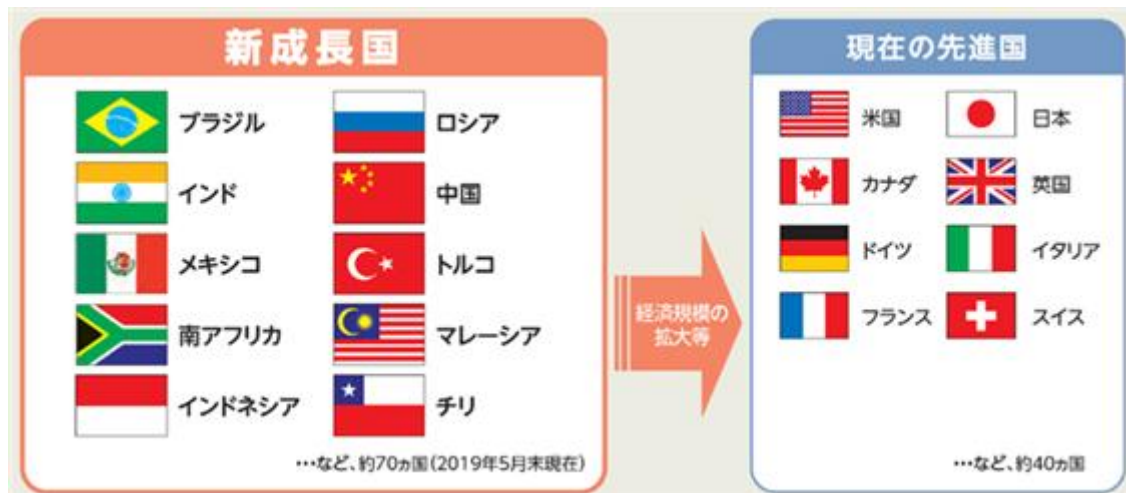 新成長国
ブラジル
ロシア
インド
中国
メキシコ
トルコ
南アフリカ
マレーシア
インドネシア
チリ
…など、約70ヵ国(2019年5月末現在)
経済規模の
拡大等
現在の先進国
米国
日本
カナダ
英国
ドイツ
イタリア
フランス
スイス
…など、約40ヵ国